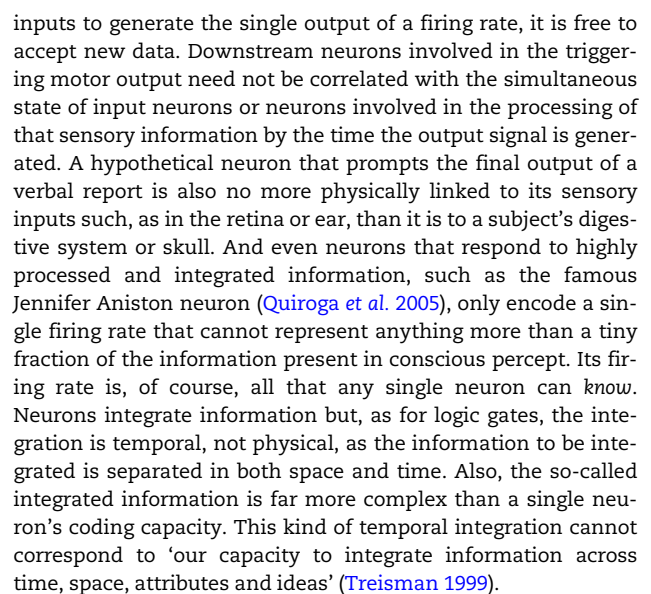 inputs to generate the single output of a firing rate, it is free to
accept new data. Downstream neurons involved in the trigger-
ing motor output need not be correlated with the simultaneous
state of input neurons or neurons involved in the processing of
that sensory information by the time the output signal is gener-
ated. A hypothetical neuron that prompts the final output of a
verbal report is also no more physically linked to its sensory
inputs such, as in the retina or ear, than it is to a subject's diges-
tive system or skull. And even neurons that respond to highly
processed and integrated information, such as the famous
Jennifer Aniston neuron (Quiroga et al. 2005), only encode a sin-
gle firing rate that cannot represent anything more than a tiny
fraction of the information present in conscious percept. Its fir-
ing rate is, of course, all that any single neuron can know.
Neurons integrate information but, as for logic gates, the inte-
gration is temporal, not physical, as the information to be inte-
grated is separated in both space and time. Also, the so-called
integrated information is far more complex than a single neu-
ron's coding capacity. This kind of temporal integration cannot
correspond to 'our capacity to integrate information across
time, space, attributes and ideas' (Treisman 1999).